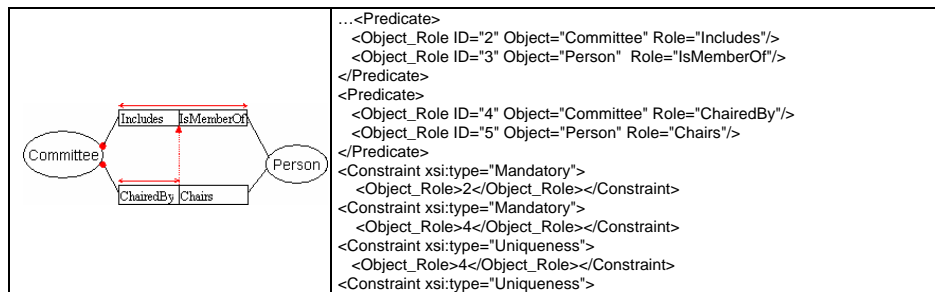 Includes IsMemberOf
Committee
Person
ChairedBy Chairs
…<Predicate>
<Object_Role ID="2" Object="Committee" Role="Includes"/>
<Object_Role ID="3" Object="Person" Role="IsMemberOf"/>
</Predicate>
<Predicate>
<Object_Role ID="4" Object="Committee" Role="ChairedBy"/>
<Object_Role ID="5" Object="Person" Role="Chairs"/>
</Predicate>
<Constraint xsi:type="Mandatory">
<Object_Role>2</Object_Role></Constraint>
<Constraint xsi:type="Mandatory">
<Object_Role>4</Object_Role></Constraint>
<Constraint xsi:type="Uniqueness">
<Object_Role>4</Object_Role></Constraint>
<Constraint xsi:type="Uniqueness">